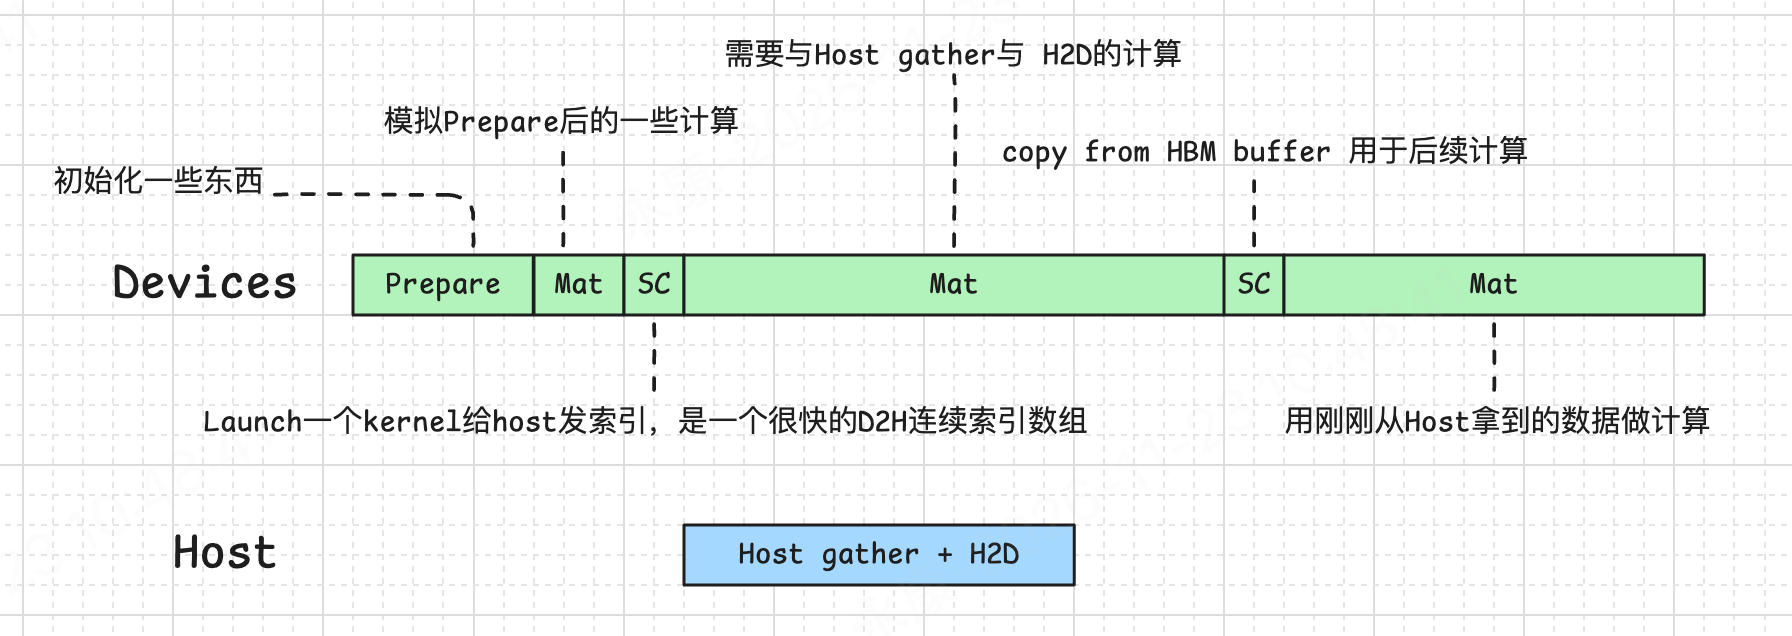 需要与Host gather与 H2D的计算
模拟Prepare后的一些计算
copy from HBM buffer 用于后续计算
初始化一些东西
Devices
Prepare
Mat
SC
Mat
SC
Mat
Launch一个kernel给host发索引，是一个很快的D2H连续索引数组
用刚刚从Host拿到的数据做计算
Host
Host gather + H2D